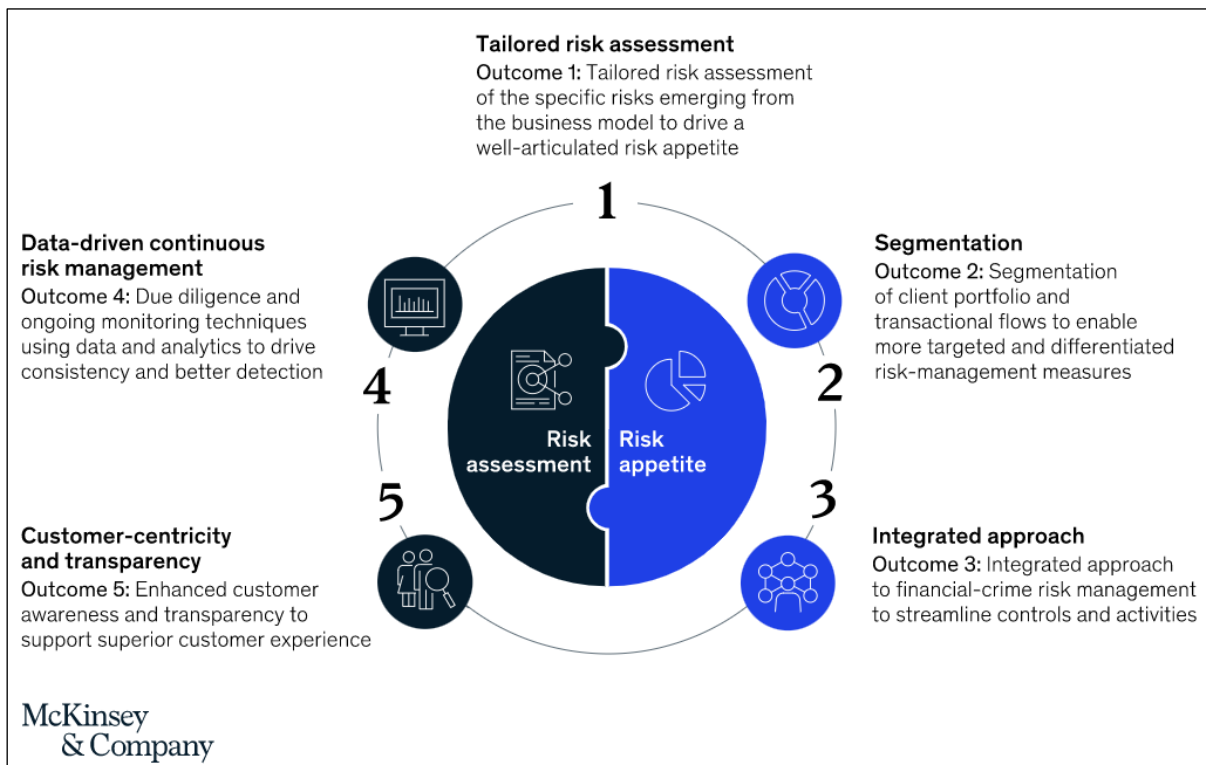 Tailored risk assessment
Outcome 1: Tailored risk assessment
of the specific risks emerging from
the business model to drive a
well-articulated risk appetite
1
Data-driven continuous
risk management
Outcome 4: Due diligence and
ongoing monitoring techniques
using data and analytics to drive
consistency and better detection
4
Segmentation
Outcome 2: Segmentation
of client portfolio and
transactional flows to enable
more targeted and differentiated
risk-management measures
2
Risk
assessment
Risk
appetite
5
Customer-centricity
and transparency
Outcome 5: Enhanced customer
awareness and transparency to
support superior customer experience
3
Integrated approach
Outcome 3: Integrated approach
to financial-crime risk management
to streamline controls and activities
McKinsey
& Company